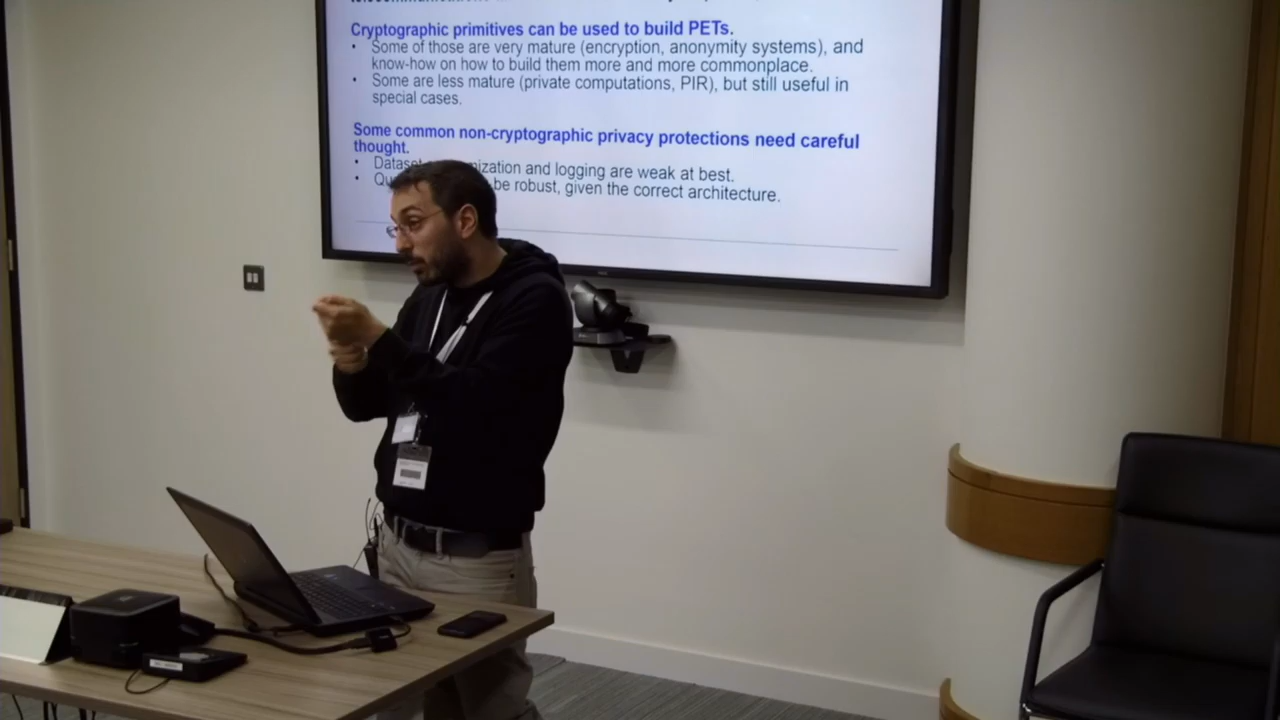 Cryptographic primitives can be used to build PETs.
• Some of those are very mature (encryption, anonymity systems), and
know-how on how to build them more and more commonplace.
• Some are less mature (private computations, PIR), but still useful in
special cases.
Some common non-cryptographic privacy protections need careful
thought.
• Dataset and logging are weak at best.
• be robust, given the correct architecture.